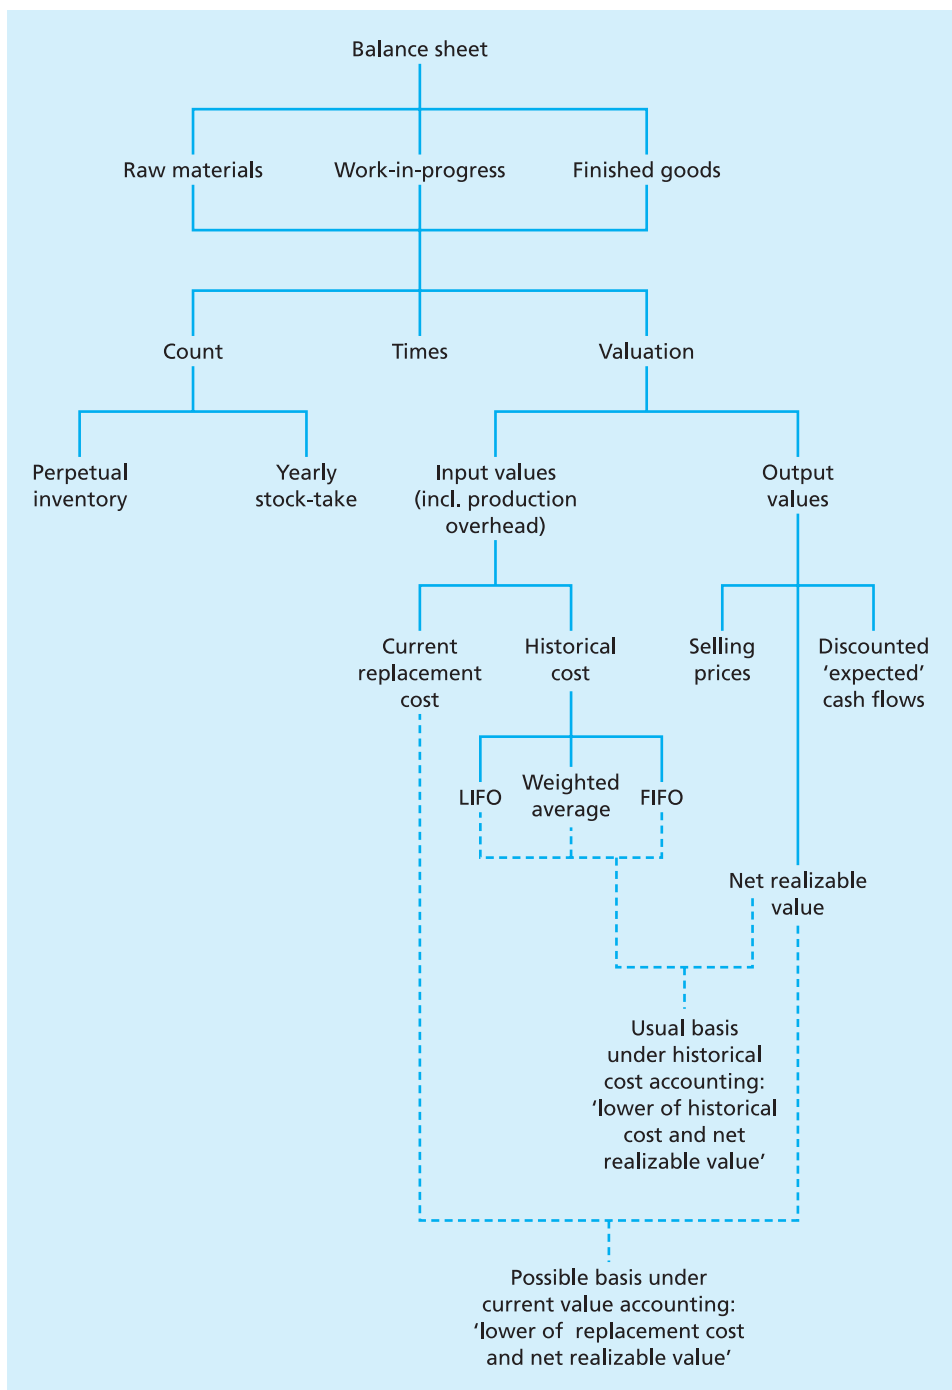 Balance sheet
Raw materials
Work-in-progress
Finished goods
Count
Times
Valuation
Perpetual
inventory
Yearly
stock-take
Input values
(incl. production
overhead)
Output
values
Current
replacement
cost
Historical
cost
Selling
prices
Discounted
‘expected’
cash flows
LIFO
Weighted
average
FIFO
Net realizable
value
Usual basis
under historical
cost accounting:
‘lower of historical
cost and net
realizable value’
Possible basis under
current value accounting:
‘lower of replacement cost
and net realizable value’